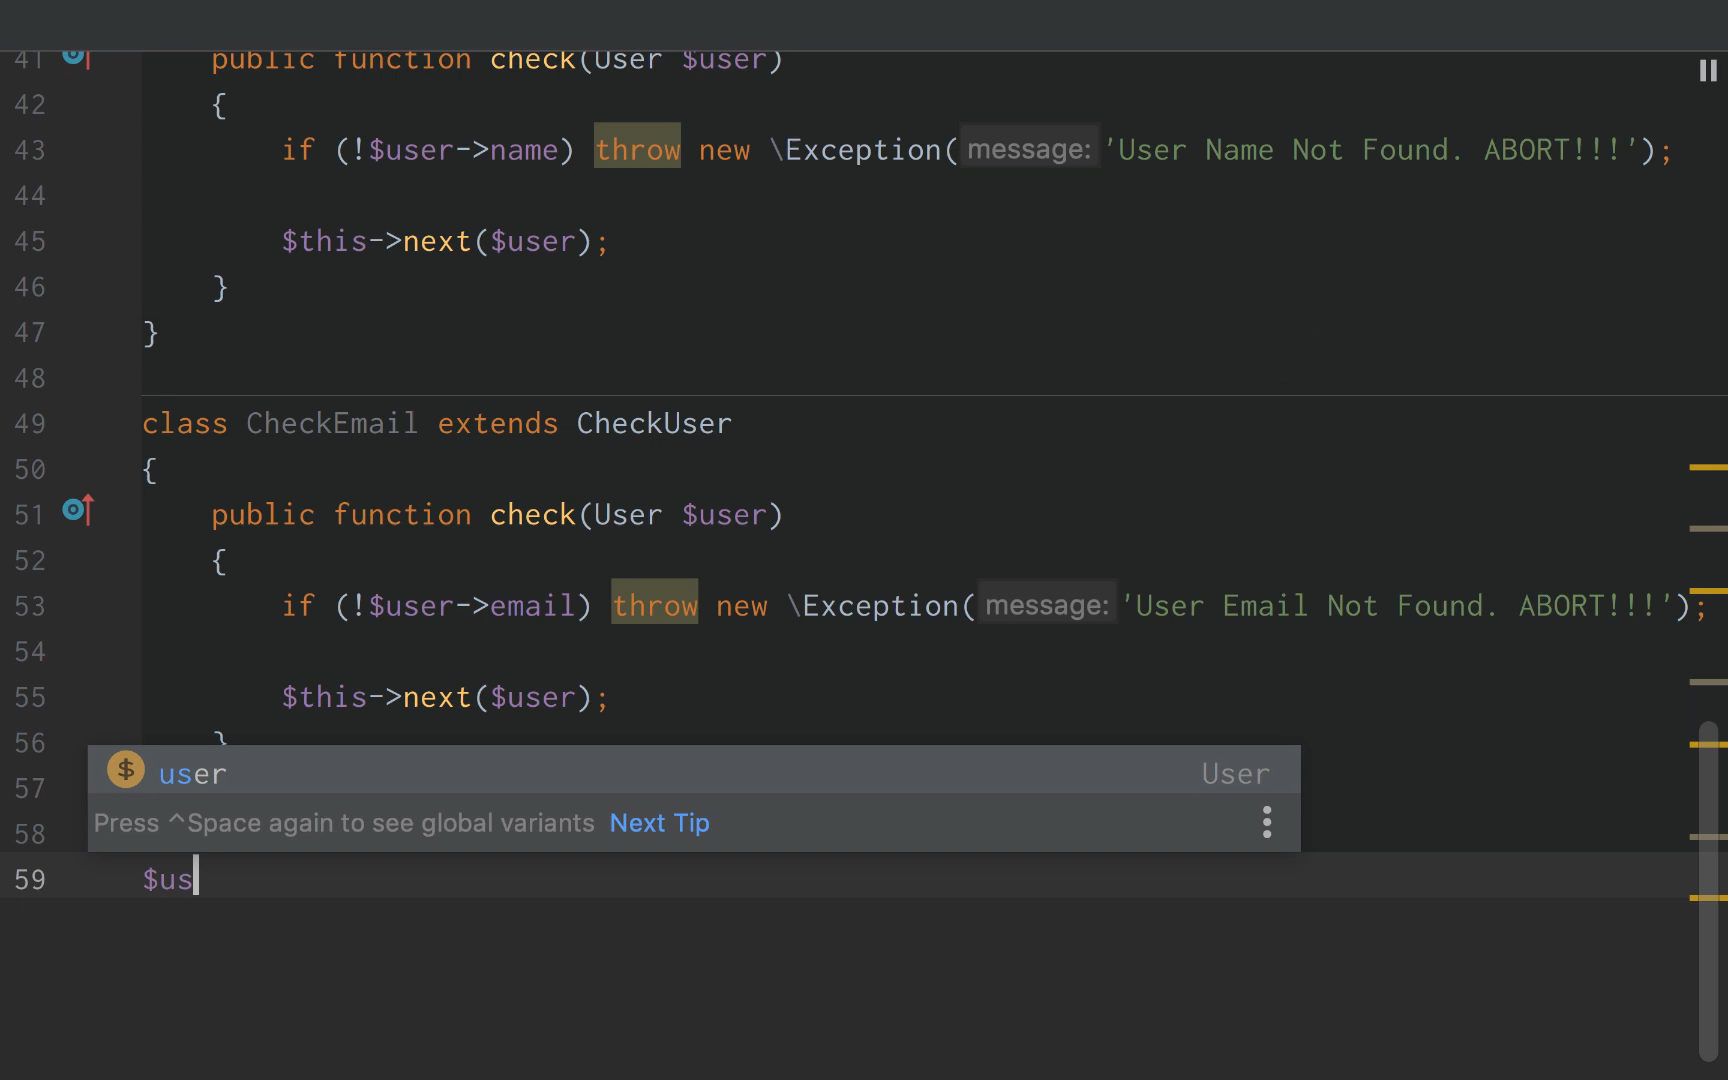 41 public function check(User $user)
42 {
43 if (!$user->name) throw new \Exception( message: 'User Name Not Found. ABORT!!!');
44
45 $this->next($user);
46 }
47 }
48
49 class CheckEmail extends CheckUser
50 {
51 public function check(User $user)
52 {
53 if (!$user->email) throw new \Exception( message: 'User Email Not Found. ABORT!!!');
54
55 $this->next($user);
56 }
57 $ user User
58 Press ^Space again to see global variants Next Tip
59 $us